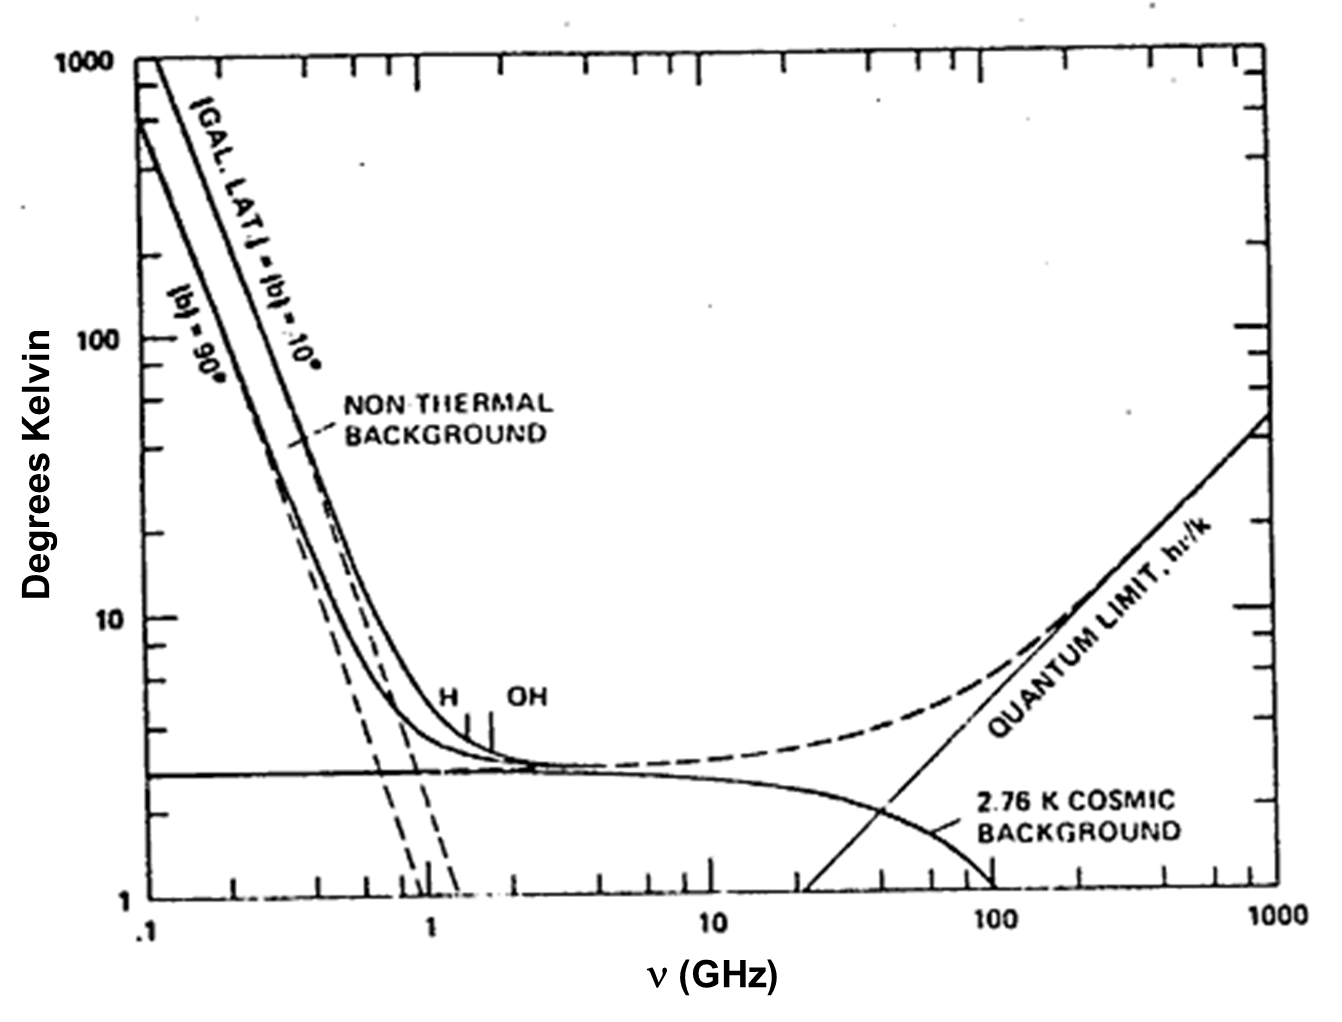 1000
100
10
1
Degrees Kelvin
|GAL. LAT.| = |b| = 10°
|b| = 90°
NON THERMAL
BACKGROUND
H
OH
QUANTUM LIMIT, hν/k
2.76 K COSMIC
BACKGROUND
.1
1
10
100
1000
ν (GHz)